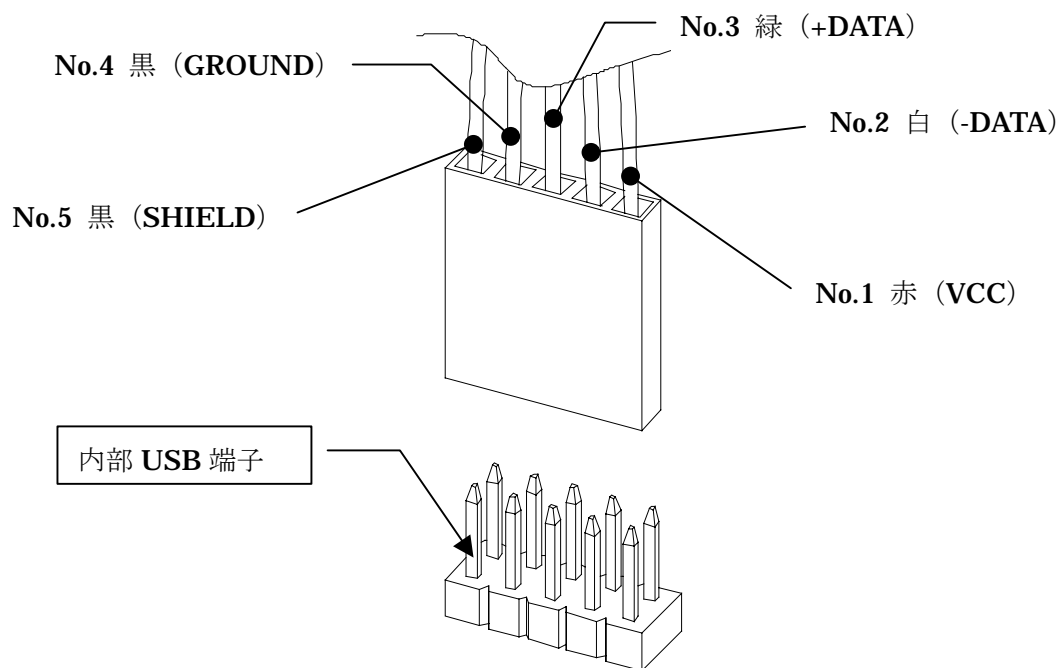 No.3 緑（+DATA）
No.4 黒（GROUND）
No.2 白（-DATA）
No.5 黒（SHIELD）
No.1 赤（VCC）
内部 USB 端子